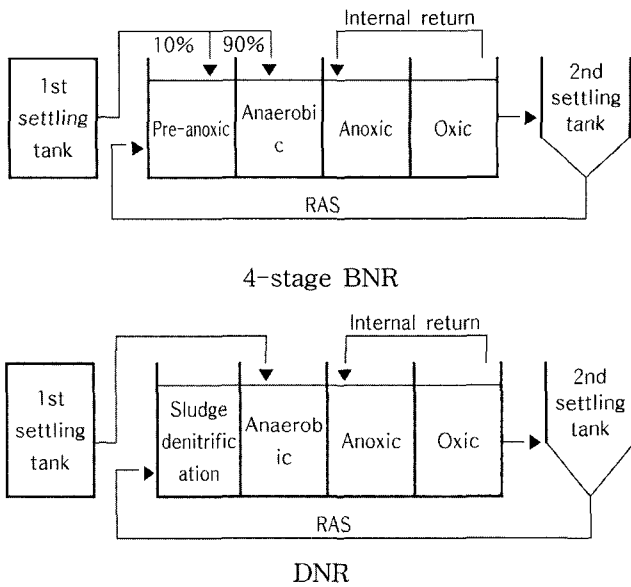 Internal return
10% 90%
1st
settling
tank
Pre-anoxic
Anaerobi
c
Anoxic
Oxic
2nd
settling
tank
RAS
4-stage BNR
Internal return
1st
settling
tank
Sludge
denitrific
ation
Anaerob
ic
Anoxic
Oxic
2nd
settling
tank
RAS
DNR